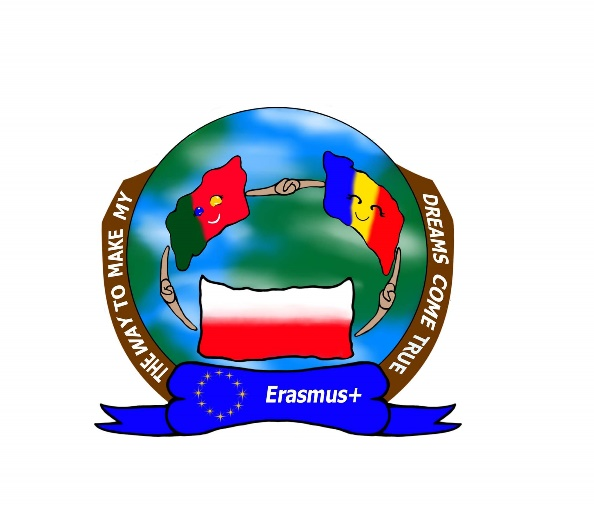 THE WAY TO MAKE MY
DREAMS COME TRUE
Erasmus+